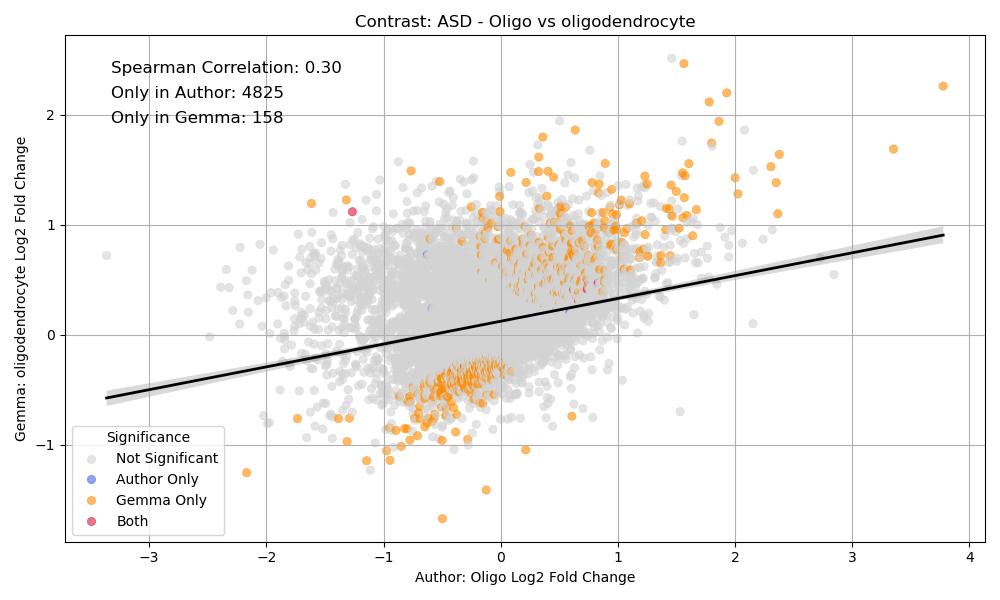 Contrast: ASD - Oligo vs oligodendrocyte
Spearman Correlation: 0.30
Only in Author: 4825
Only in Gemma: 158
Gemma: oligodendrocyte Log2 Fold Change
2
1
0
−1
Significance
Not Significant
Author Only
Gemma Only
Both
−3
−2
−1
0
1
2
3
4
Author: Oligo Log2 Fold Change